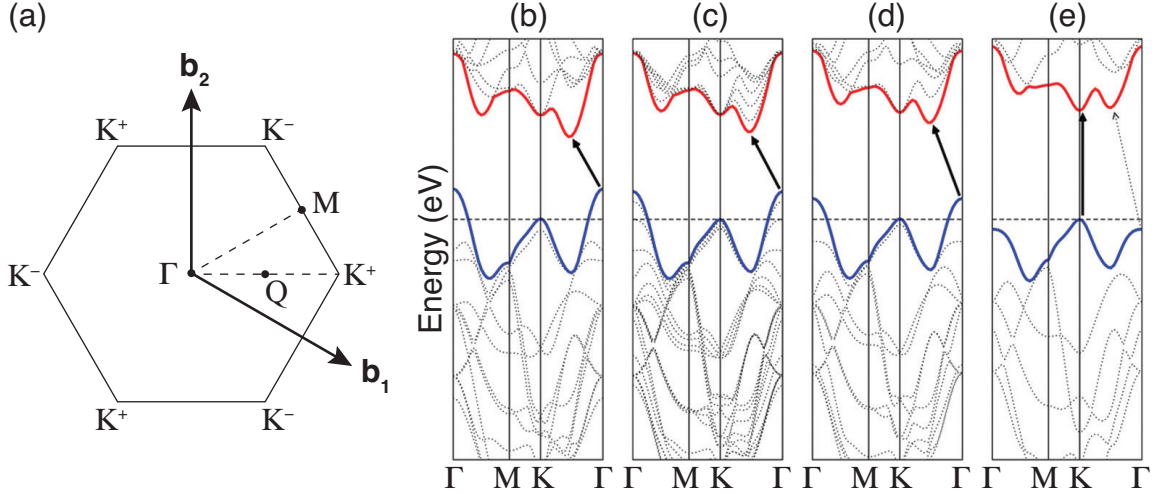 (a) (b) (c) (d) (e)
b₂
K⁺ K⁻
M
K⁻ Γ Q K⁺
b₁
K⁺ K⁻
Energy (eV)
Γ M K Γ Γ M K Γ Γ M K Γ Γ M K Γ